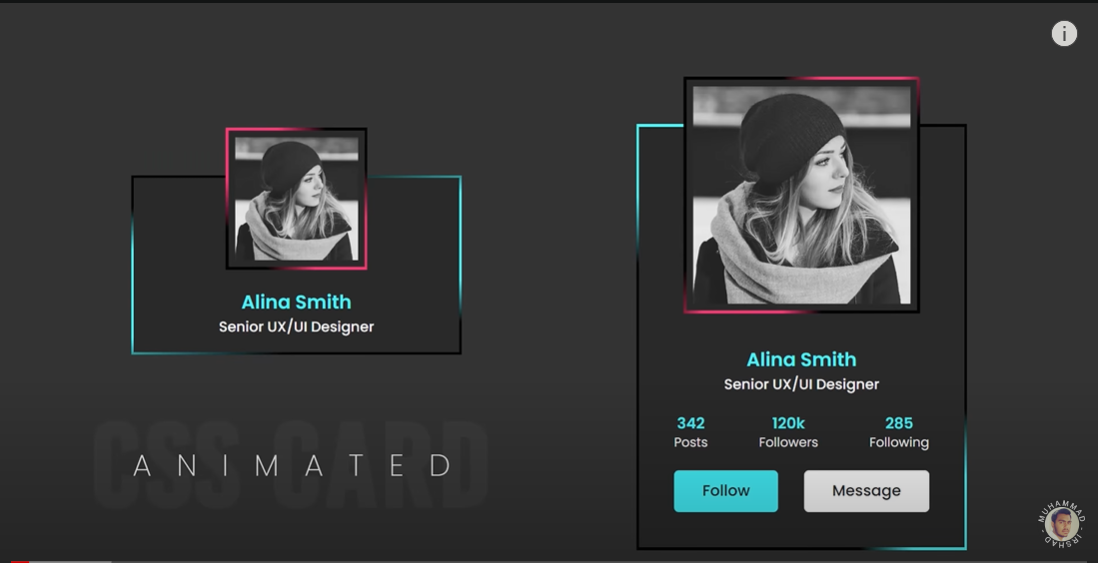 Alina Smith
Senior UX/UI Designer
CSS CARD
ANIMATED
Alina Smith
Senior UX/UI Designer
342 120k 285
Posts Followers Following
Follow Message
MUHAMMAD - IRSHAD -
i